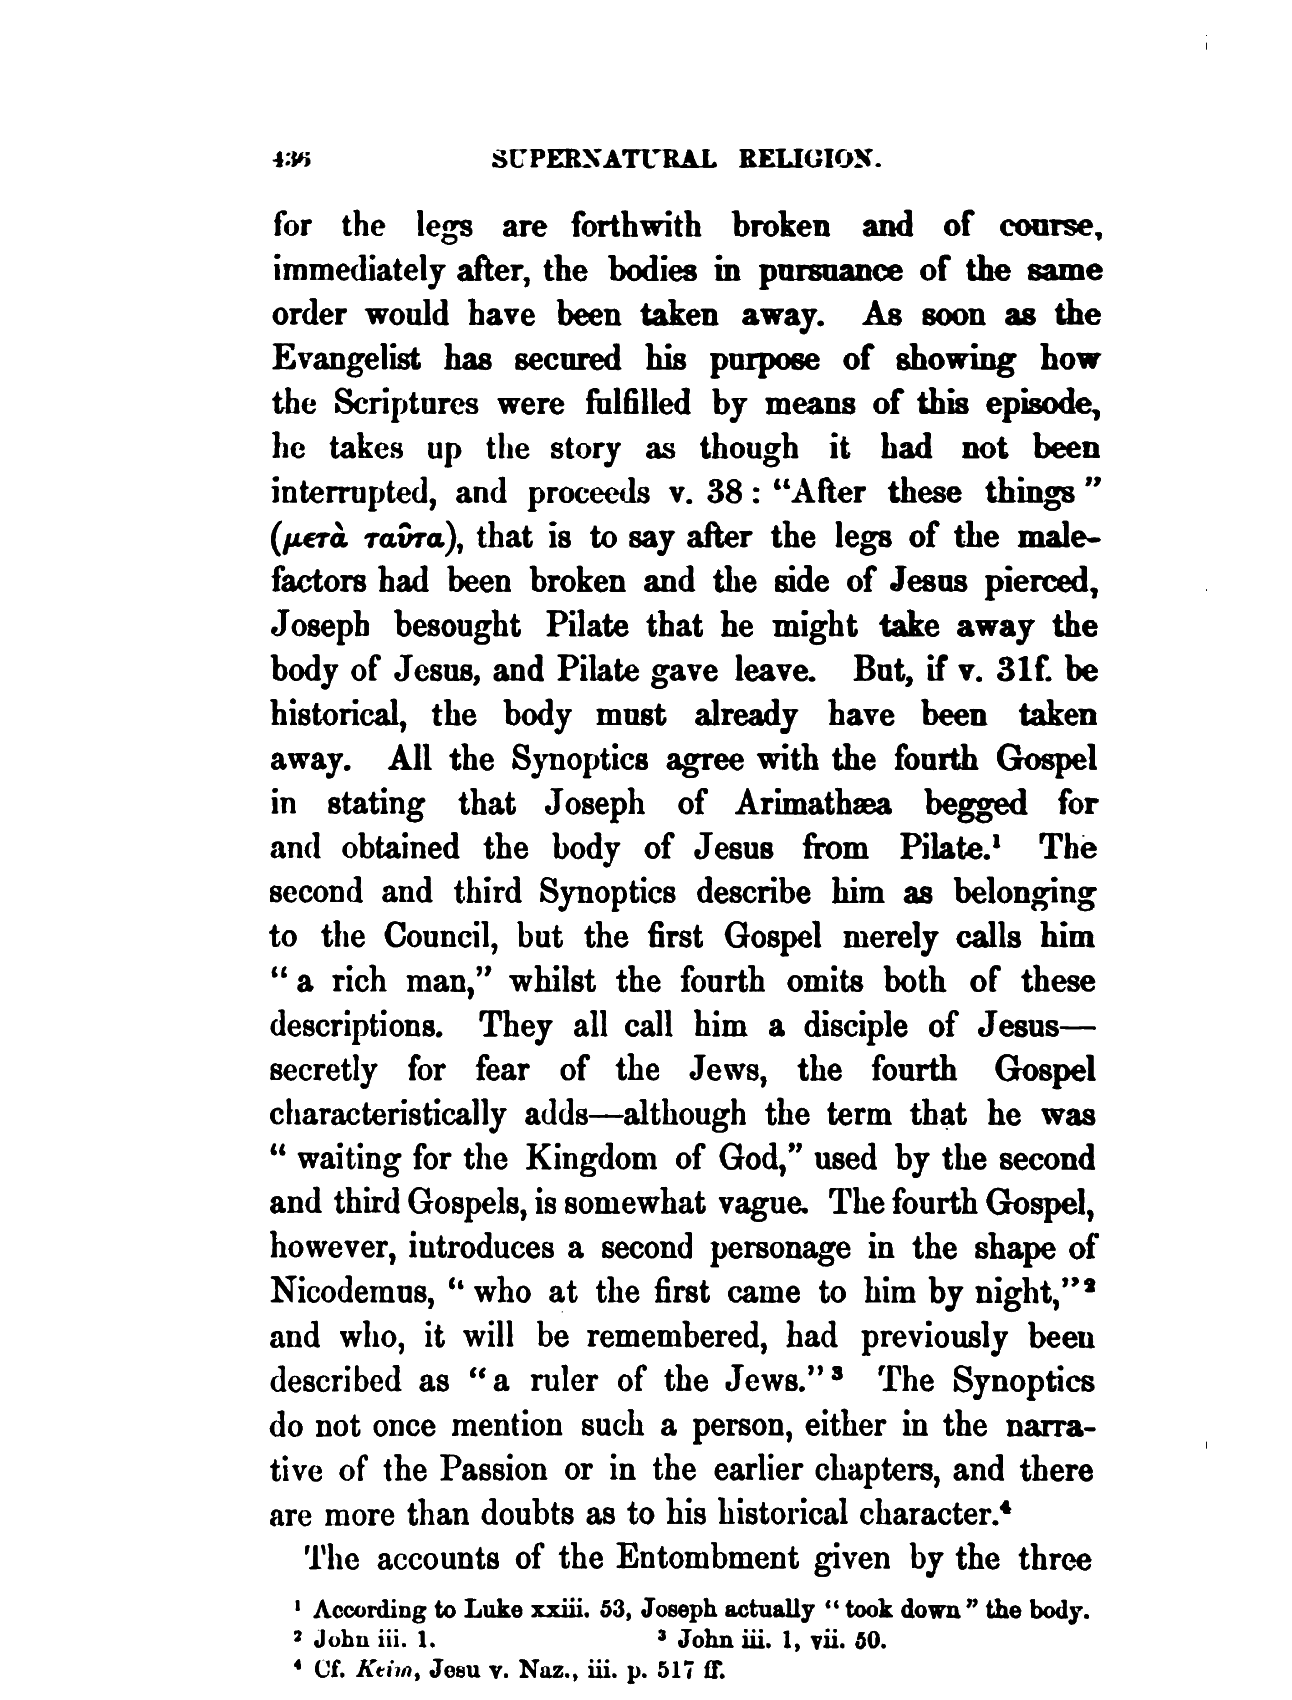 436 SUPERNATURAL RELIGION.
for the legs are forthwith broken and of course,
immediately after, the bodies in pursuance of the same
order would have been taken away. As soon as the
Evangelist has secured his purpose of showing how
the Scriptures were fulfilled by means of this episode,
he takes up the story as though it had not been
interrupted, and proceeds v. 38 : “After these things ”
(μετὰ ταῦτα), that is to say after the legs of the male-
factors had been broken and the side of Jesus pierced,
Joseph besought Pilate that he might take away the
body of Jesus, and Pilate gave leave. But, if v. 31f. be
historical, the body must already have been taken
away. All the Synoptics agree with the fourth Gospel
in stating that Joseph of Arimathæa begged for
and obtained the body of Jesus from Pilate.¹ The
second and third Synoptics describe him as belonging
to the Council, but the first Gospel merely calls him
“ a rich man,” whilst the fourth omits both of these
descriptions. They all call him a disciple of Jesus—
secretly for fear of the Jews, the fourth Gospel
characteristically adds—although the term that he was
“ waiting for the Kingdom of God,” used by the second
and third Gospels, is somewhat vague. The fourth Gospel,
however, introduces a second personage in the shape of
Nicodemus, “ who at the first came to him by night,”²
and who, it will be remembered, had previously been
described as “ a ruler of the Jews.” ³ The Synoptics
do not once mention such a person, either in the narra-
tive of the Passion or in the earlier chapters, and there
are more than doubts as to his historical character.⁴
The accounts of the Entombment given by the three
¹ According to Luke xxiii. 53, Joseph actually “ took down ” the body.
² John iii. 1. ³ John iii. 1, vii. 50.
⁴ Cf. Keim, Jesu v. Naz., iii. p. 517 ff.